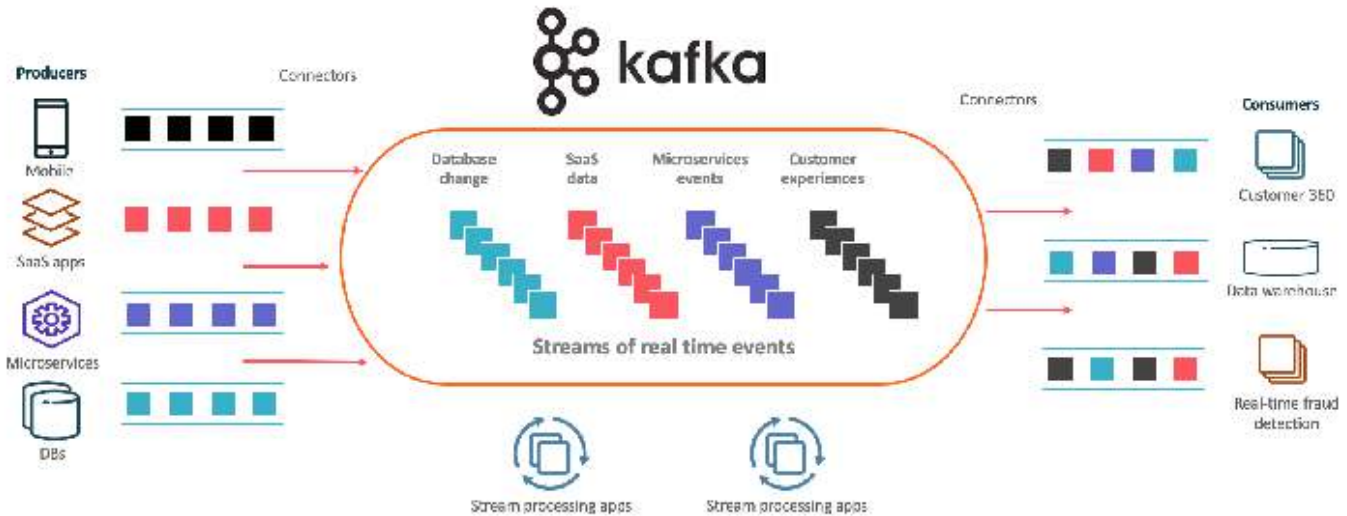 kafka
Producers
Connectors
Mobile
SaaS apps
Microservices
DBs
Database
change
SaaS
data
Microservices
events
Customer
experiences
Streams of real time events
Stream processing apps
Stream processing apps
Connectors
Consumers
Customer 360
Data warehouse
Real-time fraud
detection